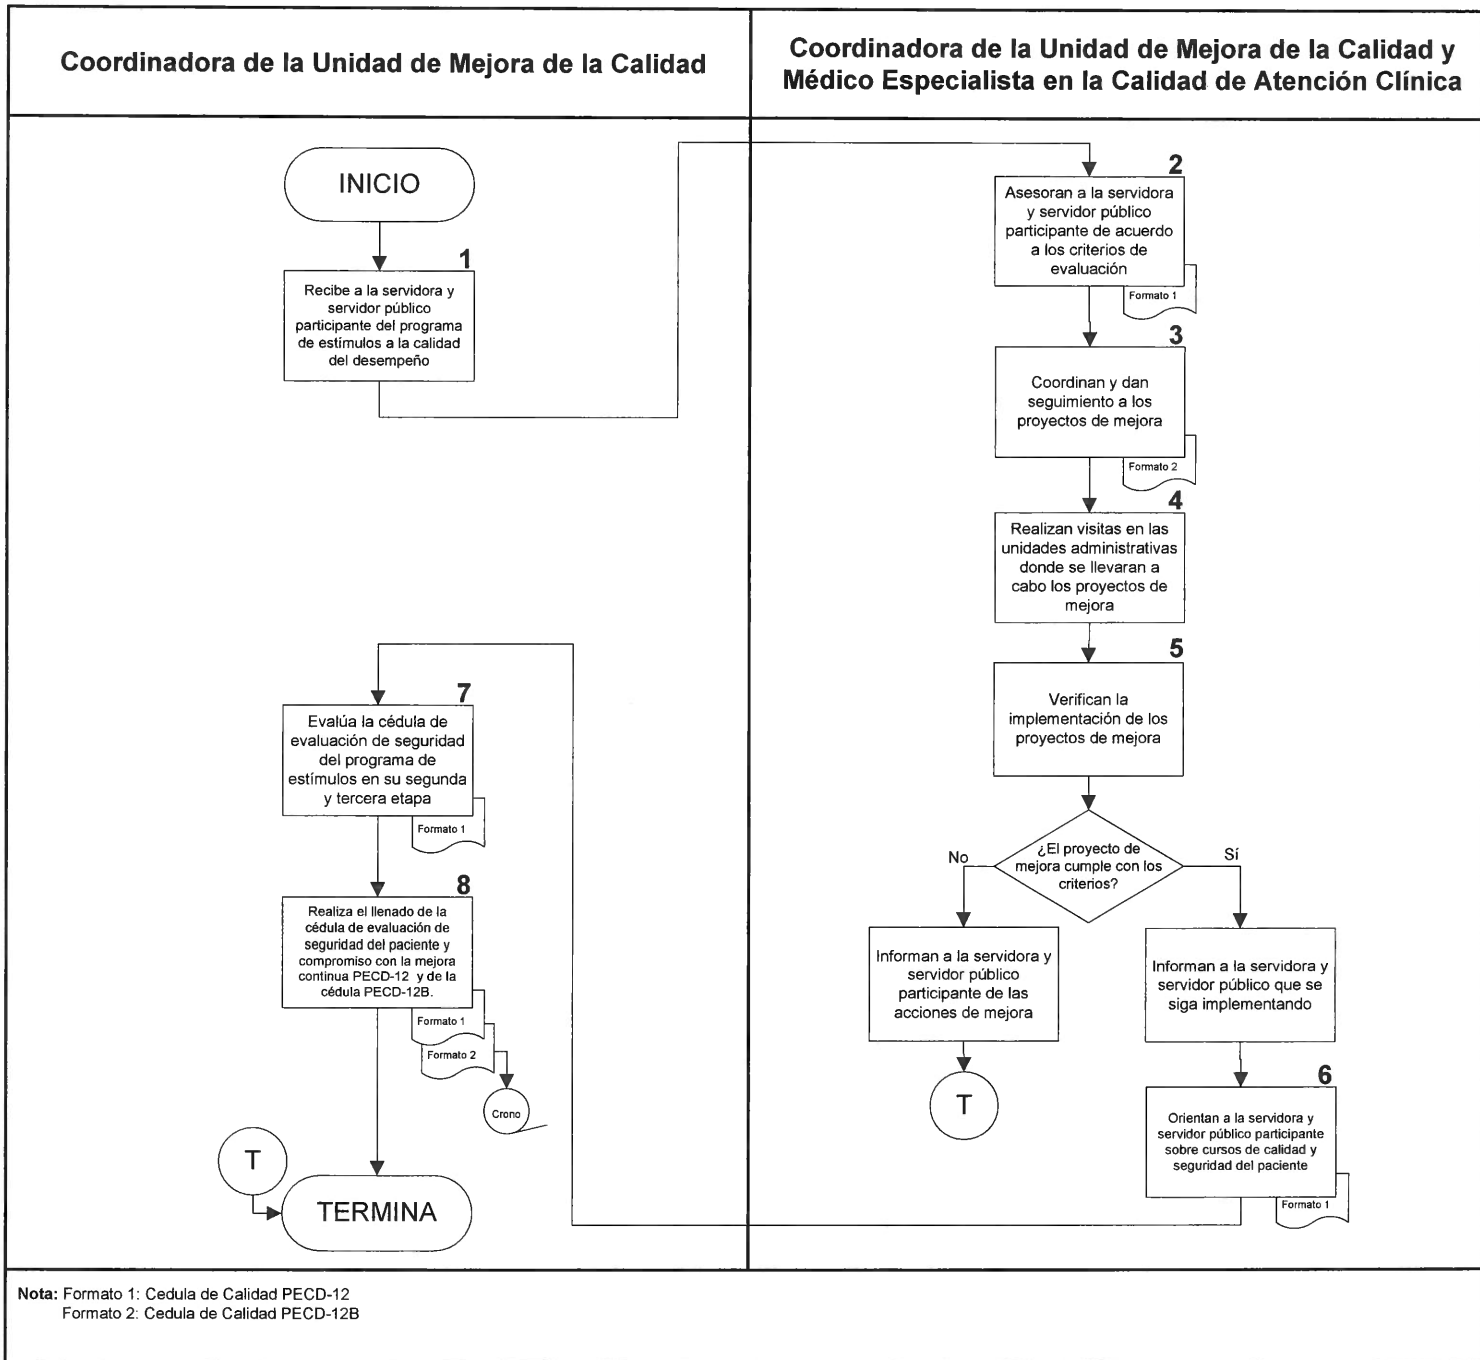 Coordinadora de la Unidad de Mejora de la Calidad
Coordinadora de la Unidad de Mejora de la Calidad y
Médico Especialista en la Calidad de Atención Clínica
INICIO
1
Recibe a la servidora y
servidor público
participante del programa
de estímulos a la calidad
del desempeño
2
Asesoran a la servidora
y servidor público
participante de acuerdo
a los criterios de
evaluación
Formato 1
3
Coordinan y dan
seguimiento a los
proyectos de mejora
Formato 2
4
Realizan visitas en las
unidades administrativas
donde se llevaran a
cabo los proyectos de
mejora
5
Verifican la
implementación de los
proyectos de mejora
¿El proyecto de
mejora cumple con los
criterios?
No
Sí
Informan a la servidora y
servidor público
participante de las
acciones de mejora
T
Informan a la servidora y
servidor público que se
siga implementando
6
Orientan a la servidora y
servidor público participante
sobre cursos de calidad y
seguridad del paciente
Formato 1
7
Evalúa la cédula de
evaluación de seguridad
del programa de
estímulos en su segunda
y tercera etapa
Formato 1
8
Realiza el llenado de la
cédula de evaluación de
seguridad del paciente y
compromiso con la mejora
continua PECD-12 y de la
cédula PECD-12B.
Formato 1
Formato 2
Crono
T
TERMINA
Nota: Formato 1: Cedula de Calidad PECD-12
Formato 2: Cedula de Calidad PECD-12B